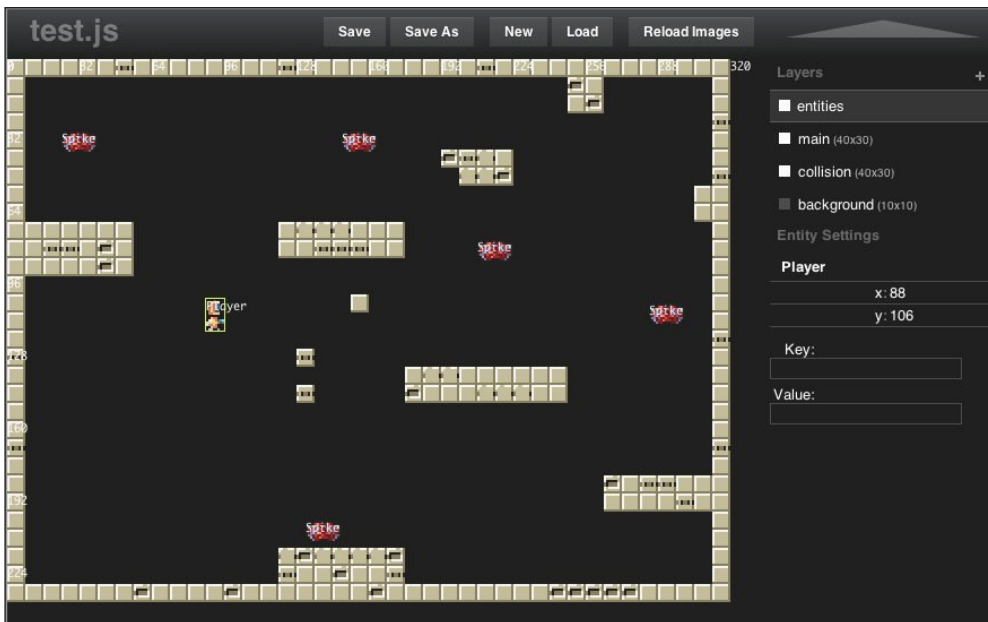 test.js
Save
Save As
New
Load
Reload Images
0 32 64 96 128 160 192 224 256 288 320
32
64
96
128
160
192
224
Spike
Spike
Spike
Player
Spike
Spike
Layers +
entities
main (40x30)
collision (40x30)
background (10x10)
Entity Settings
Player
x: 88
y: 106
Key:
Value: